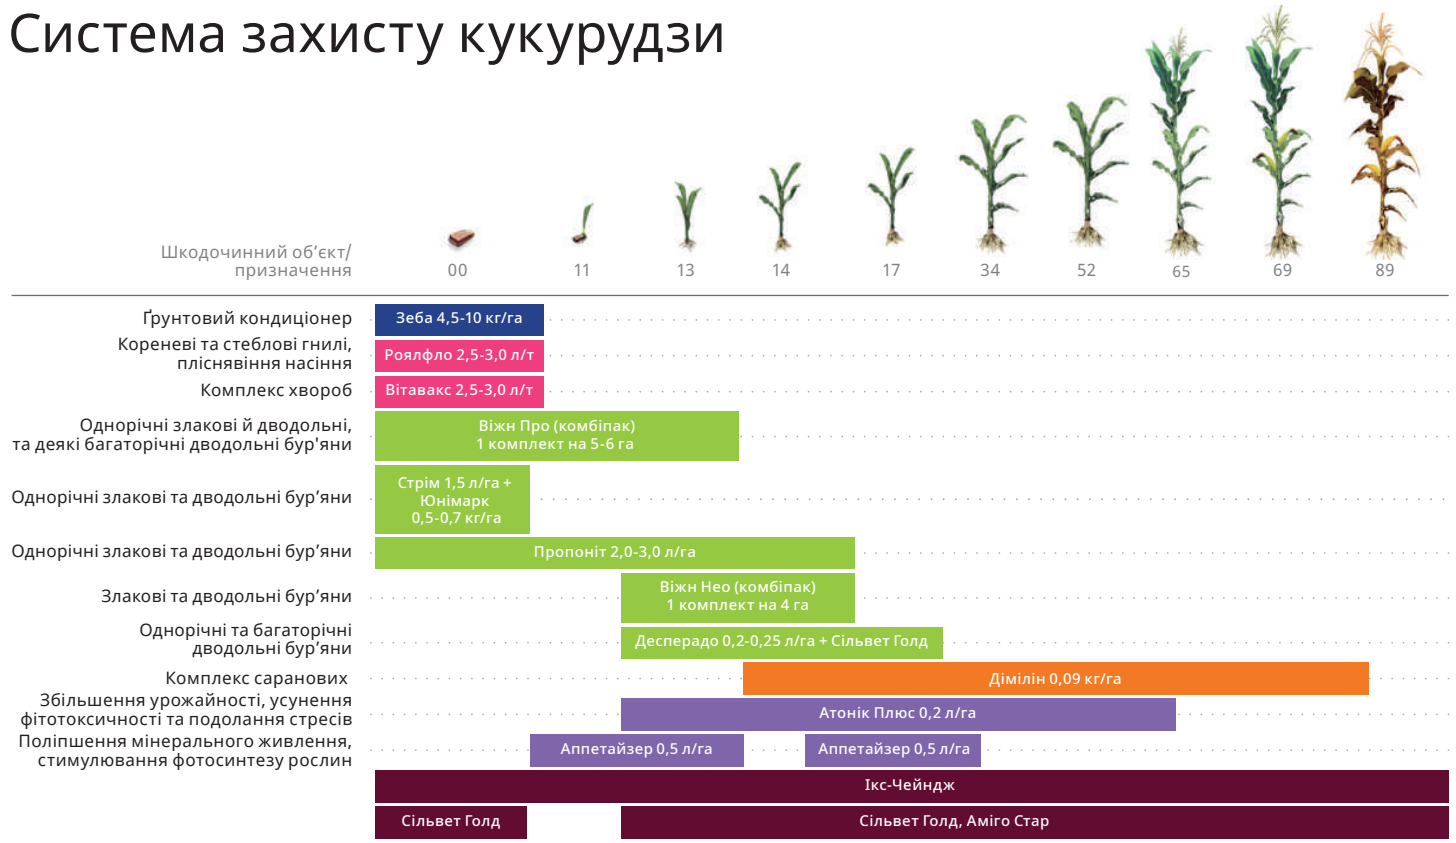 Система захисту кукурудзи
Шкодочинний об’єкт/
призначення
00 11 13 14 17 34 52 65 69 89
Ґрунтовий кондиціонер
Зеба 4,5-10 кг/га
Кореневі та стеблові гнилі,
пліснявіння насіння
Роялфло 2,5-3,0 л/т
Комплекс хвороб
Вітавакс 2,5-3,0 л/т
Однорічні злакові й дводольні,
та деякі багаторічні дводольні бур'яни
Віжн Про (комбіпак)
1 комплект на 5-6 га
Однорічні злакові та дводольні бур’яни
Стрім 1,5 л/га +
Юнімарк
0,5-0,7 кг/га
Однорічні злакові та дводольні бур’яни
Пропоніт 2,0-3,0 л/га
Злакові та дводольні бур’яни
Віжн Нео (комбіпак)
1 комплект на 4 га
Однорічні та багаторічні
дводольні бур’яни
Десперадо 0,2-0,25 л/га + Сільвет Голд
Комплекс саранових
Дімілін 0,09 кг/га
Збільшення урожайності, усунення
фітотоксичності та подолання стресів
Атонік Плюс 0,2 л/га
Поліпшення мінерального живлення,
стимулювання фотосинтезу рослин
Аппетайзер 0,5 л/га
Аппетайзер 0,5 л/га
Ікс-Чейндж
Сільвет Голд
Сільвет Голд, Аміго Стар